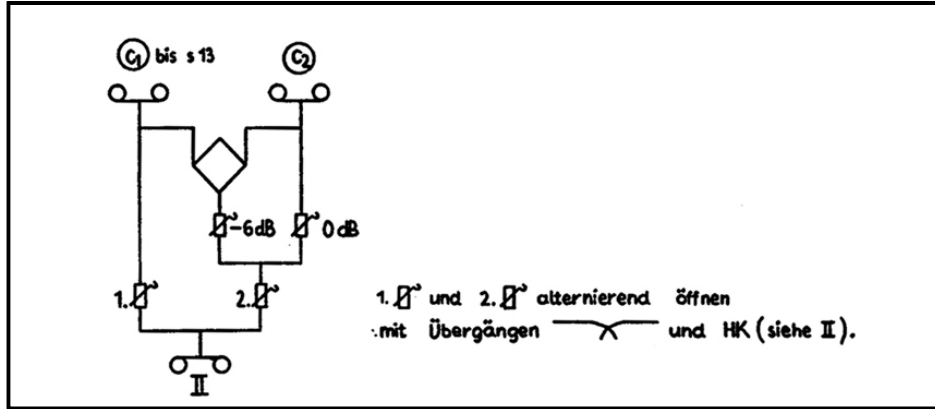 C1 bis s 13
C2
-6dB
0 dB
1.
2.
1. und 2. alternierend öffnen
mit Übergängen und HK (siehe II).
II